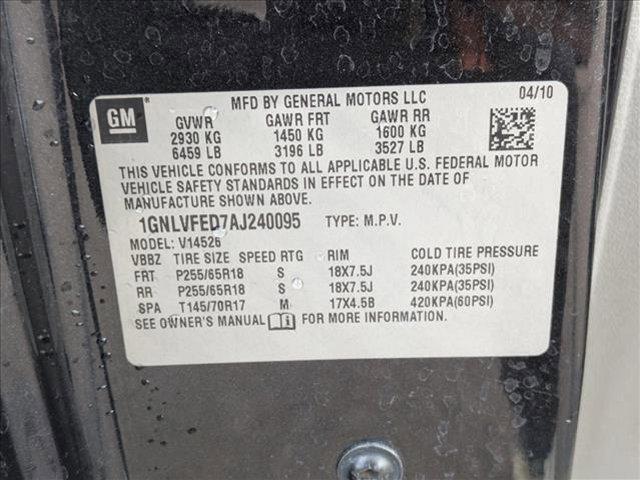 GM
MFD BY GENERAL MOTORS LLC 04/10
GVWR GAWR FRT GAWR RR
2930 KG 1450 KG 1600 KG
6459 LB 3196 LB 3527 LB
THIS VEHICLE CONFORMS TO ALL APPLICABLE U.S. FEDERAL MOTOR
VEHICLE SAFETY STANDARDS IN EFFECT ON THE DATE OF
MANUFACTURE SHOWN ABOVE.
1GNLVFED7AJ240095 TYPE: M.P.V.
MODEL: V14526
VBBZ TIRE SIZE SPEED RTG RIM COLD TIRE PRESSURE
FRT P255/65R18 S 18X7.5J 240KPA(35PSI)
RR P255/65R18 S 18X7.5J 240KPA(35PSI)
SPA T145/70R17 M 17X4.5B 420KPA(60PSI)
SEE OWNER'S MANUAL FOR MORE INFORMATION.